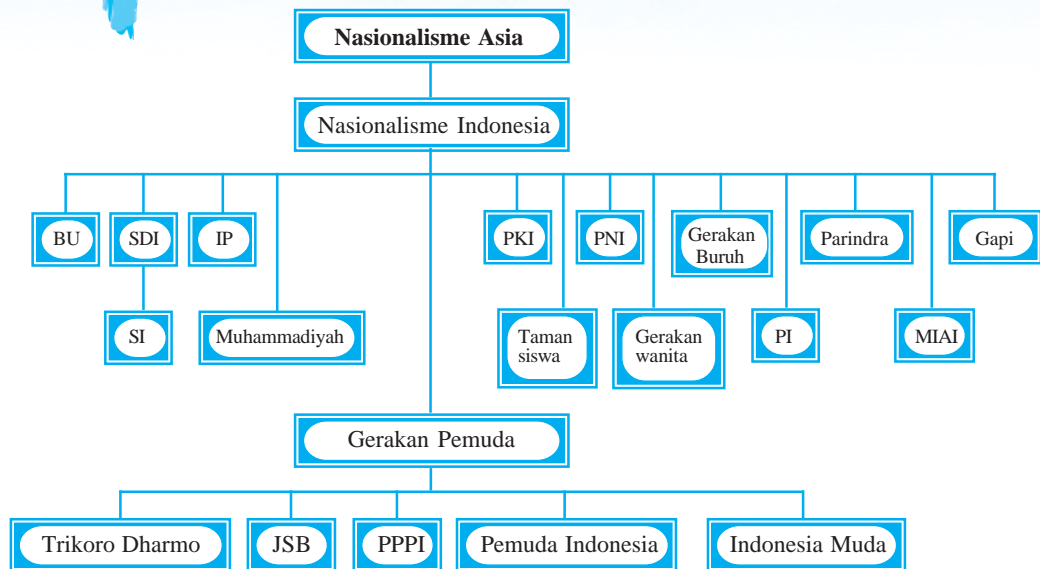 Nasionalisme Asia
Nasionalisme Indonesia
BU
SDI
IP
PKI
PNI
Gerakan
Buruh
Parindra
Gapi
SI
Muhammadiyah
Taman
siswa
Gerakan
wanita
PI
MIAI
Gerakan Pemuda
Trikoro Dharmo
JSB
PPPI
Pemuda Indonesia
Indonesia Muda